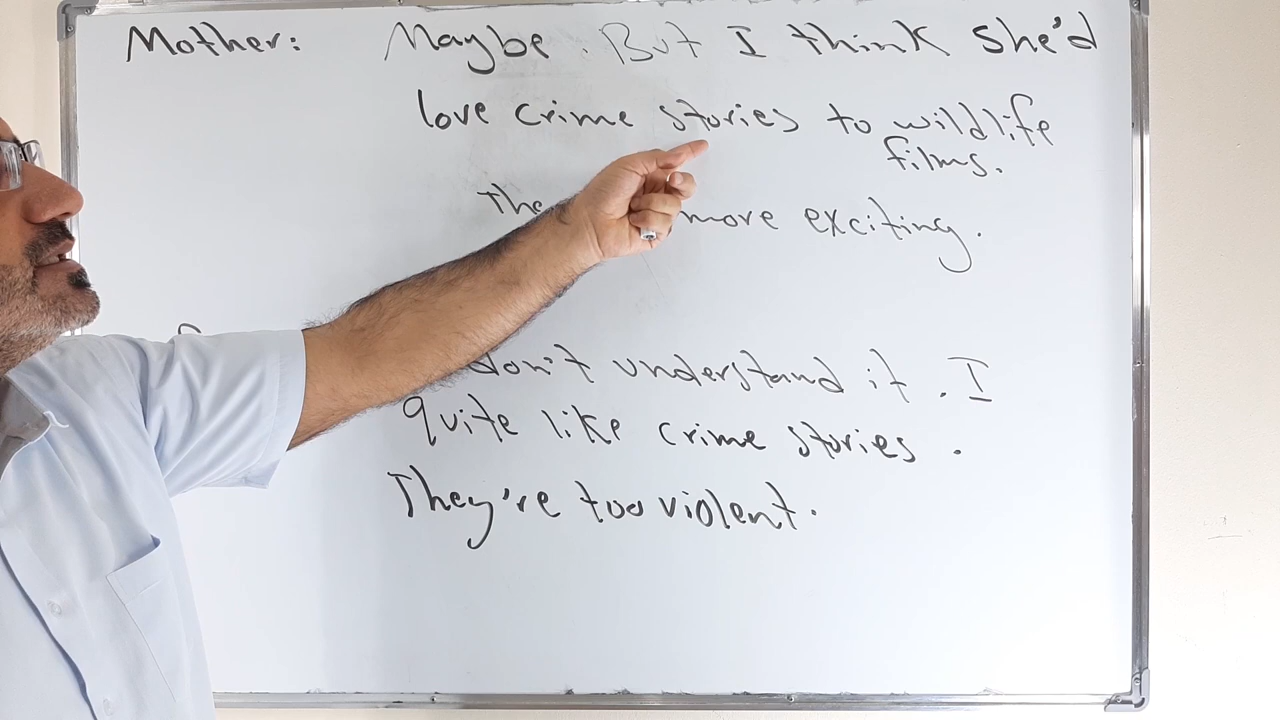 Mother: Maybe. But I think she'd
love crime stories to wildlife
films.
more exciting.
don't understand it. I
quite like crime stories.
They're too violent.